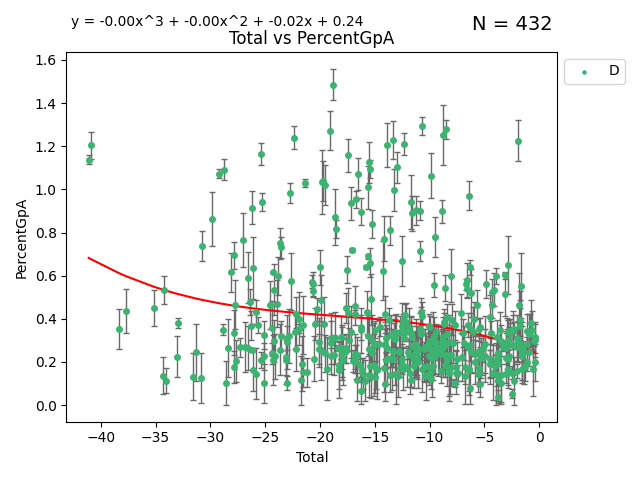 y = -0.00x^3 + -0.00x^2 + -0.02x + 0.24
N = 432
Total vs PercentGpA
D
PercentGpA
1.6
1.4
1.2
1.0
0.8
0.6
0.4
0.2
0.0
−40 −35 −30 −25 −20 −15 −10 −5 0
Total